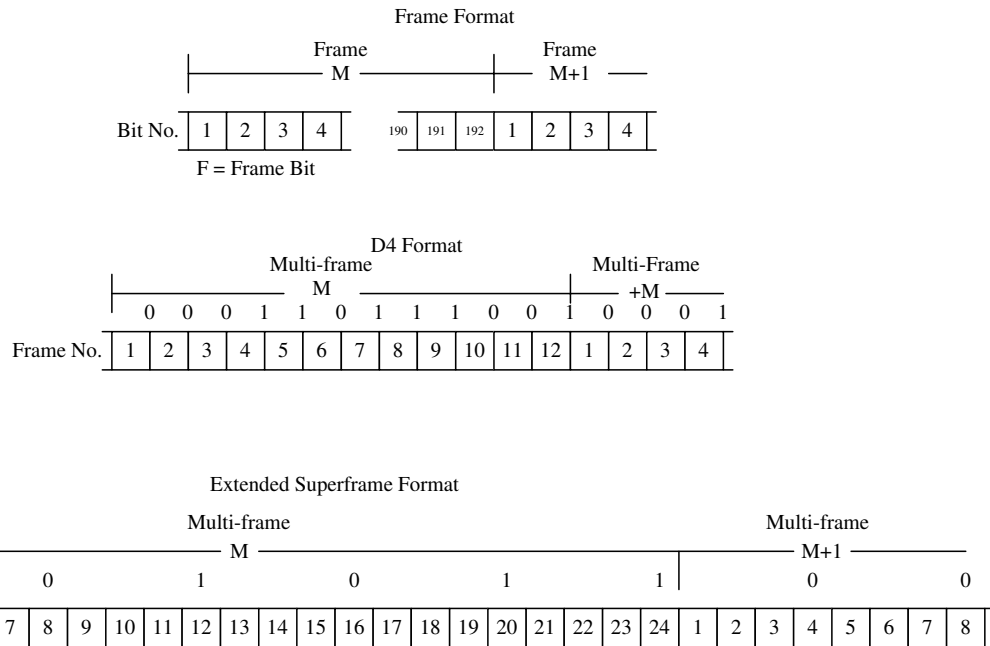 Frame Format
Frame Frame
M M+1
Bit No. 1 2 3 4 190 191 192 1 2 3 4
F = Frame Bit
D4 Format
Multi-frame Multi-Frame
M +M
0 0 0 1 1 0 1 1 1 0 0 1 0 0 0 1
Frame No. 1 2 3 4 5 6 7 8 9 10 11 12 1 2 3 4
Extended Superframe Format
Multi-frame Multi-frame
M M+1
0 1 0 1 1 0 0
7 8 9 10 11 12 13 14 15 16 17 18 19 20 21 22 23 24 1 2 3 4 5 6 7 8